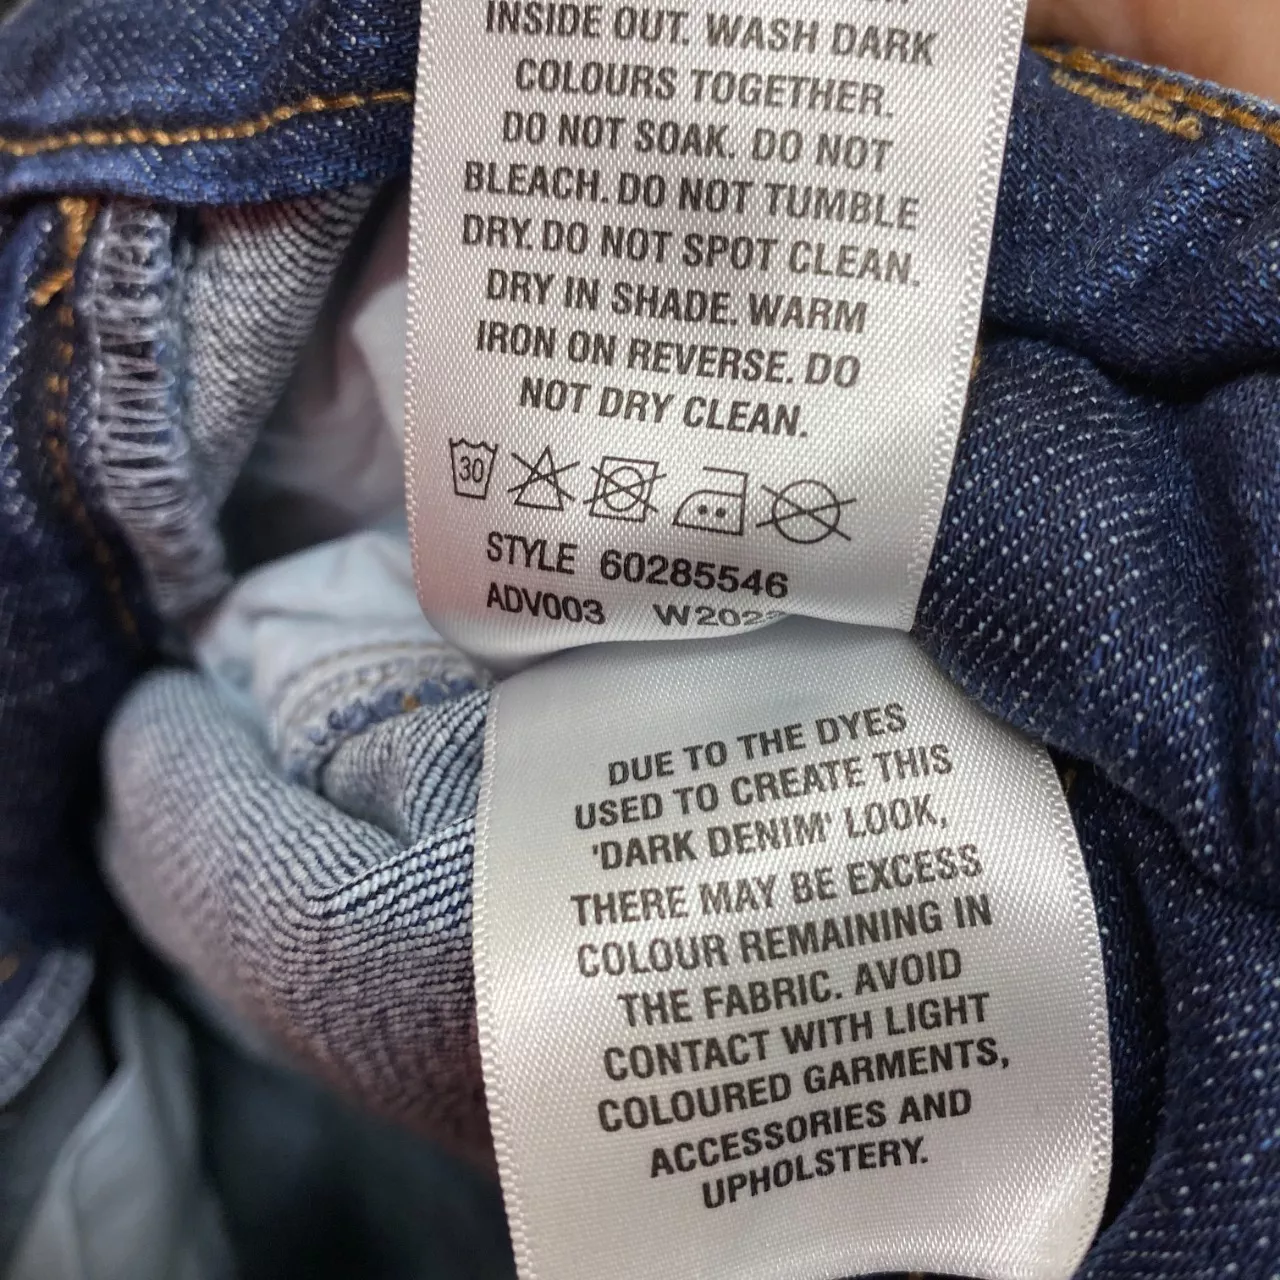 INSIDE OUT. WASH DARK
COLOURS TOGETHER.
DO NOT SOAK. DO NOT
BLEACH. DO NOT TUMBLE
DRY. DO NOT SPOT CLEAN.
DRY IN SHADE. WARM
IRON ON REVERSE. DO
NOT DRY CLEAN.
30
STYLE 60285546
ADV003
DUE TO THE DYES
USED TO CREATE THIS
'DARK DENIM' LOOK,
THERE MAY BE EXCESS
COLOUR REMAINING IN
THE FABRIC. AVOID
CONTACT WITH LIGHT
COLOURED GARMENTS,
ACCESSORIES AND
UPHOLSTERY.